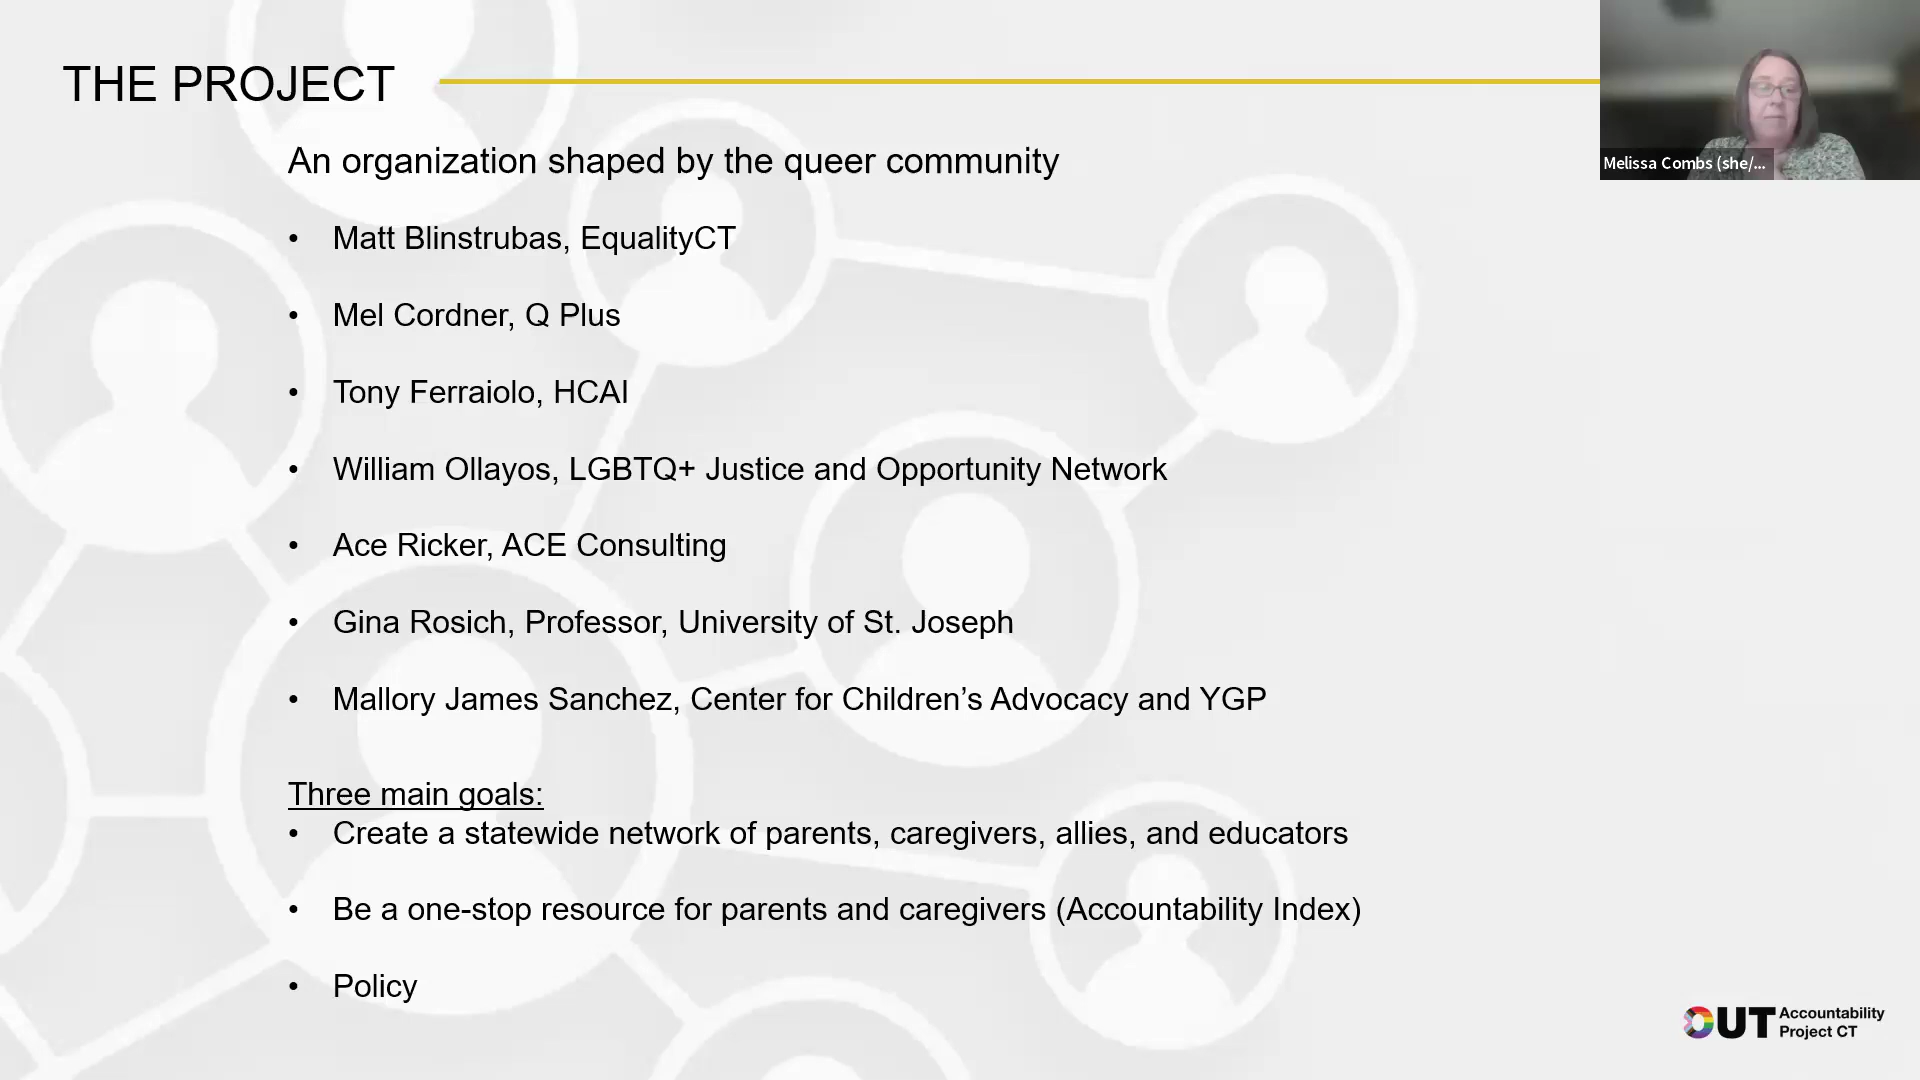 THE PROJECT
An organization shaped by the queer community
• Matt Blinstrubas, EqualityCT
• Mel Cordner, Q Plus
• Tony Ferraiolo, HCAI
• William Ollayos, LGBTQ+ Justice and Opportunity Network
• Ace Ricker, ACE Consulting
• Gina Rosich, Professor, University of St. Joseph
• Mallory James Sanchez, Center for Children’s Advocacy and YGP
Three main goals:
• Create a statewide network of parents, caregivers, allies, and educators
• Be a one-stop resource for parents and caregivers (Accountability Index)
• Policy
Melissa Combs (she/...
OUT Accountability
Project CT